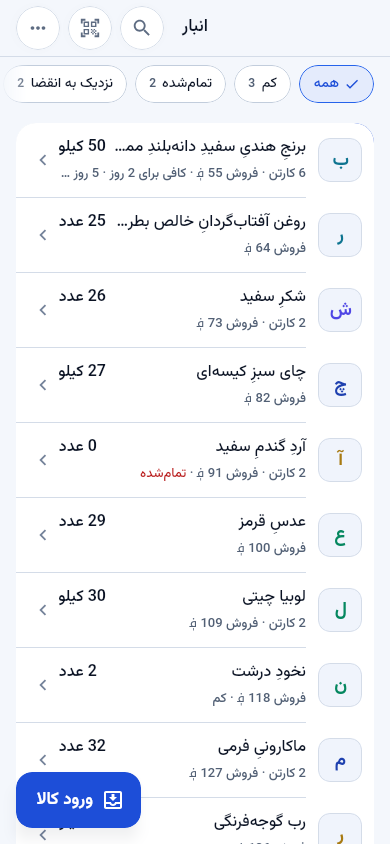 انبار
همه
کم 3
تمام‌شده 2
نزدیک به انقضا 2
ب
برنجِ هندیِ سفیدِ دانه‌بلندِ مم...
50 کیلو
6 کارتن · فروش 55 ؋ · کافی برای 2 روز · 5 روز ...
ر
روغن آفتاب‌گردانِ خالص بطر...
25 عدد
فروش 64 ؋
ش
شکرِ سفید
26 عدد
2 کارتن · فروش 73 ؋
چ
چای سبزِ کیسه‌ای
27 کیلو
فروش 82 ؋
آ
آردِ گندمِ سفید
0 عدد
2 کارتن · فروش 91 ؋ · تمام‌شده
ع
عدسِ قرمز
29 عدد
فروش 100 ؋
ل
لوبیا چیتی
30 کیلو
2 کارتن · فروش 109 ؋
ن
نخودِ درشت
2 عدد
فروش 118 ؋ · کم
م
ماکارونیِ فرمی
32 عدد
2 کارتن · فروش 127 ؋
ر
رب گوجه‌فرنگی
ورود کالا